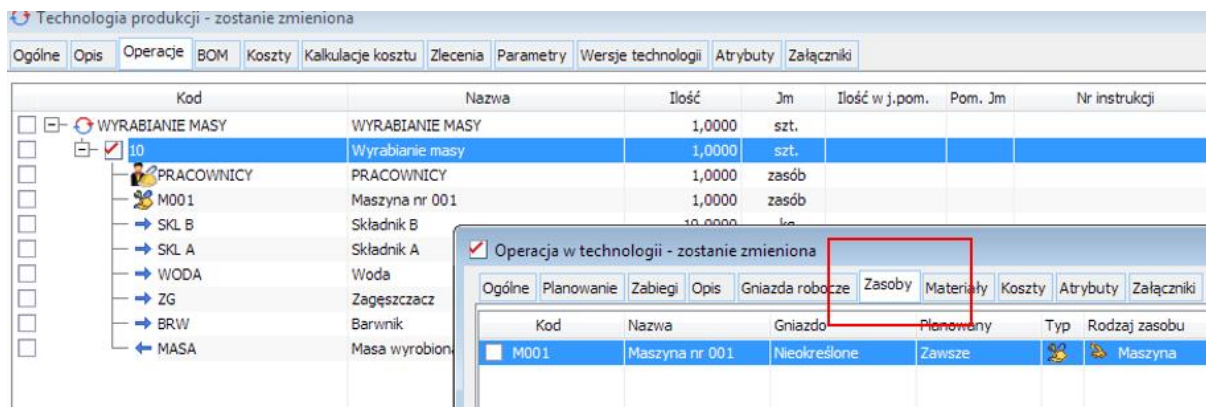 Technologia produkcji - zostanie zmieniona
Ogólne Opis Operacje BOM Koszty Kalkulacje kosztu Zlecenia Parametry Wersje technologii Atrybuty Załączniki
Kod Nazwa Ilość Jm Ilość w j.pom. Pom. Jm Nr instrukcji
WYRABIANIE MASY WYRABIANIE MASY 1,0000 szt.
10 Wyrabianie masy 1,0000 szt.
PRACOWNICY PRACOWNICY 1,0000 zasób
M001 Maszyna nr 001 1,0000 zasób
SKL B Składnik B 10,0000 kg
SKL A Składnik A
WODA Woda
ZG Zagęszczacz
BRW Barwnik
MASA Masa wyrobion
Operacja w technologii - zostanie zmieniona
Ogólne Planowanie Zabiegi Opis Gniazda robocze Zasoby Materiały Koszty Atrybuty Załączniki
Kod Nazwa Gniazdo Planowany Typ Rodzaj zasobu
M001 Maszyna nr 001 Nieokreślone Zawsze Maszyna